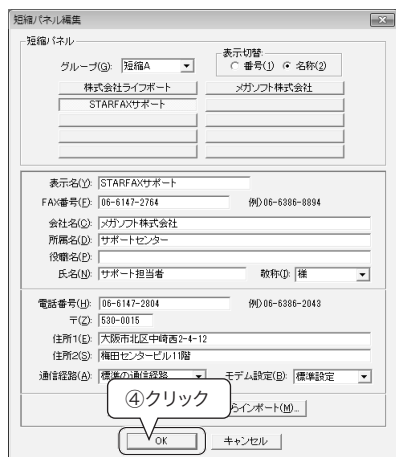 短縮パネル編集
短縮パネル
グループ(G): 短縮A
表示切替
番号(1) 名称(2)
株式会社ライフボート メガソフト株式会社
STARFAXサポート
表示名(Y): STARFAXサポート
FAX番号(F): 06-6147-2764 例)06-6386-8894
会社名(C): メガソフト株式会社
所属名(D): サポートセンター
役職名(P):
氏名(N): サポート担当者 敬称(I): 様
電話番号(H): 06-6147-2804 例)06-6386-2043
〒(Z): 530-0015
住所1(E): 大阪市北区中崎西2-4-12
住所2(S): 梅田センタービル11階
通信経路(A): 標準の通信経路 モデム設定(B): 標準設定
④クリック
らインポート(M)...
OK キャンセル